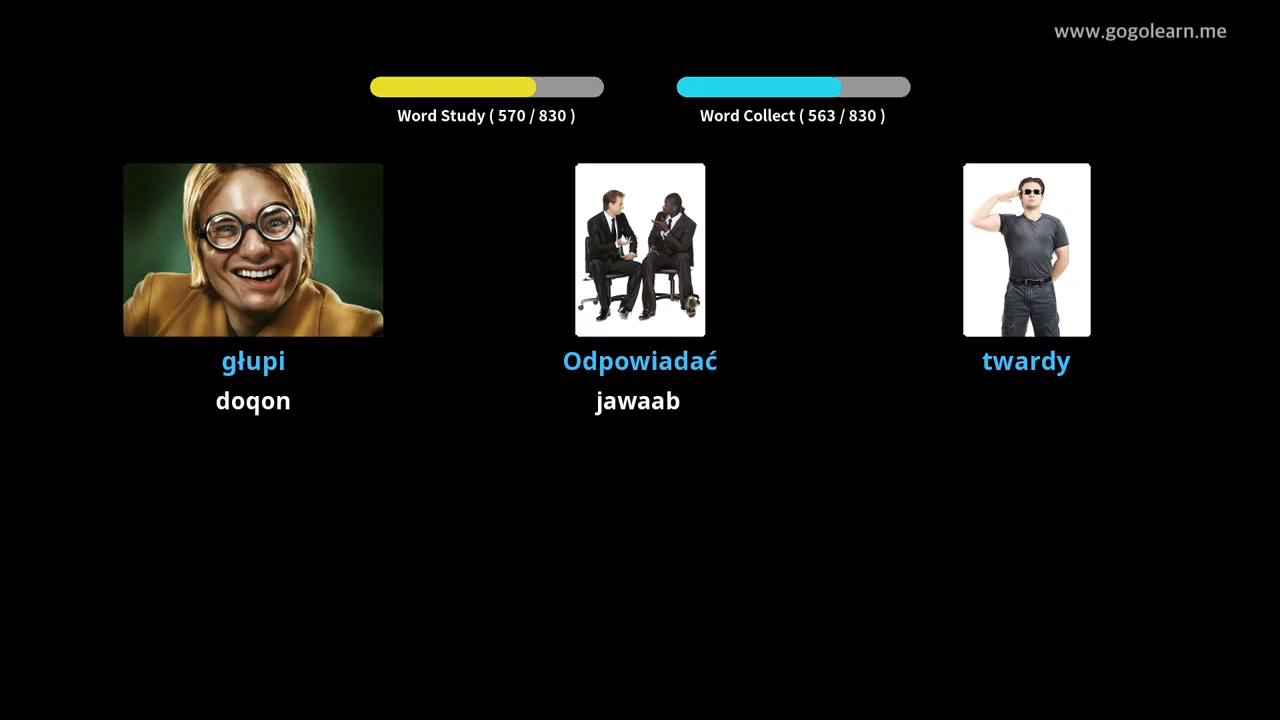 www.gogolearn.me
Word Study ( 570 / 830 )
Word Collect ( 563 / 830 )
głupi
Odpowiadać
twardy
doqon
jawaab